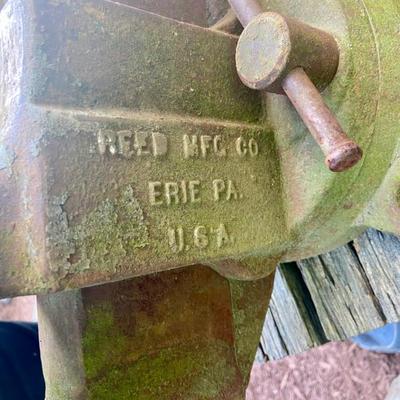 REED MFG. CO
ERIE PA.
U.S.A.